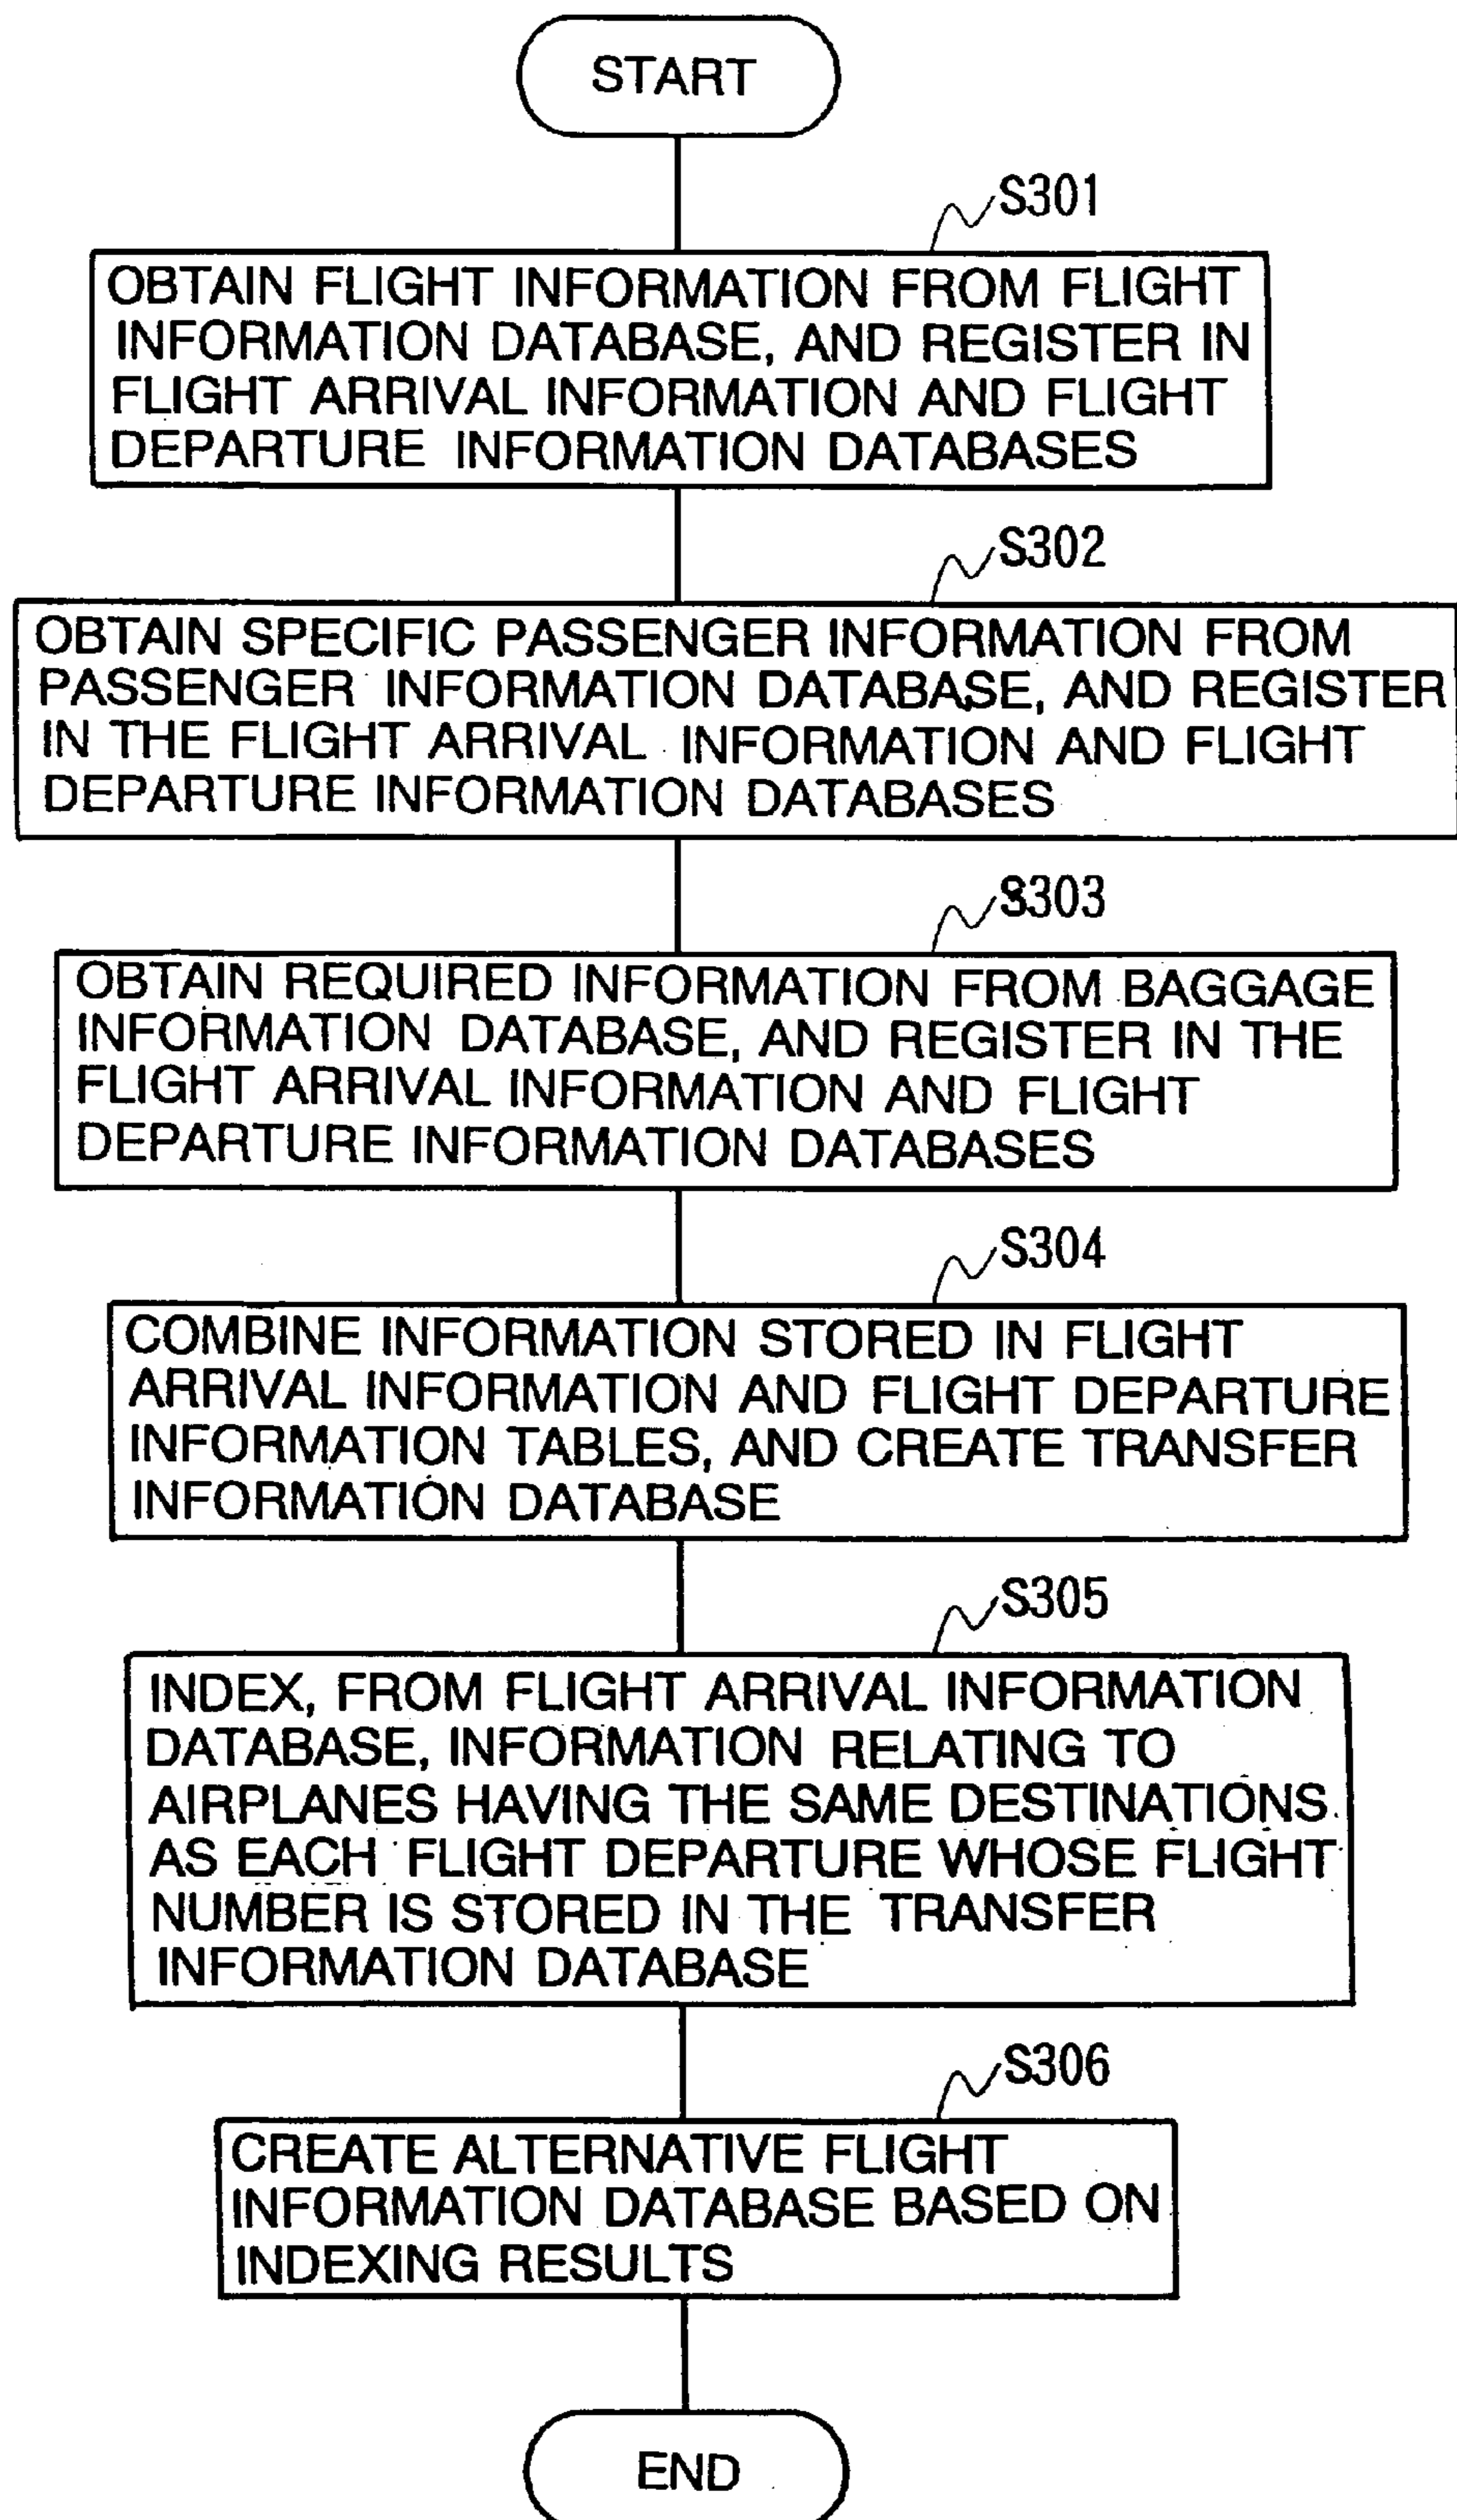 START
S301
OBTAIN FLIGHT INFORMATION FROM FLIGHT
INFORMATION DATABASE, AND REGISTER IN
FLIGHT ARRIVAL INFORMATION AND FLIGHT
DEPARTURE INFORMATION DATABASES
S302
OBTAIN SPECIFIC PASSENGER INFORMATION FROM
PASSENGER INFORMATION DATABASE, AND REGISTER
IN THE FLIGHT ARRIVAL INFORMATION AND FLIGHT
DEPARTURE INFORMATION DATABASES
S303
OBTAIN REQUIRED INFORMATION FROM BAGGAGE
INFORMATION DATABASE, AND REGISTER IN THE
FLIGHT ARRIVAL INFORMATION AND FLIGHT
DEPARTURE INFORMATION DATABASES
S304
COMBINE INFORMATION STORED IN FLIGHT
ARRIVAL INFORMATION AND FLIGHT DEPARTURE
INFORMATION TABLES, AND CREATE TRANSFER
INFORMATION DATABASE
S305
INDEX, FROM FLIGHT ARRIVAL INFORMATION
DATABASE, INFORMATION RELATING TO
AIRPLANES HAVING THE SAME DESTINATIONS
AS EACH FLIGHT DEPARTURE WHOSE FLIGHT
NUMBER IS STORED IN THE TRANSFER
INFORMATION DATABASE
S306
CREATE ALTERNATIVE FLIGHT
INFORMATION DATABASE BASED ON
INDEXING RESULTS
END